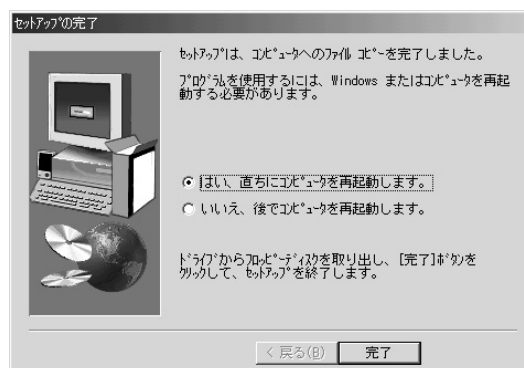 ｾｯﾄｱｯﾌﾟの完了
ｾｯﾄｱｯﾌﾟは、ｺﾝﾋﾟｭｰﾀへのﾌｧｲﾙ ｺﾋﾟｰを完了しました。
ﾌﾟﾛｸﾞﾗﾑを使用するには、Windows またはｺﾝﾋﾟｭｰﾀを再起
動する必要があります。
はい、直ちにｺﾝﾋﾟｭｰﾀを再起動します。
いいえ、後でｺﾝﾋﾟｭｰﾀを再起動します。
ﾄﾞﾗｲﾌﾞからﾌﾛｯﾋﾟｰﾃﾞｨｽｸを取り出し、[完了]ﾎﾞﾀﾝを
ｸﾘｯｸして、ｾｯﾄｱｯﾌﾟを終了します。
< 戻る(B) 完了